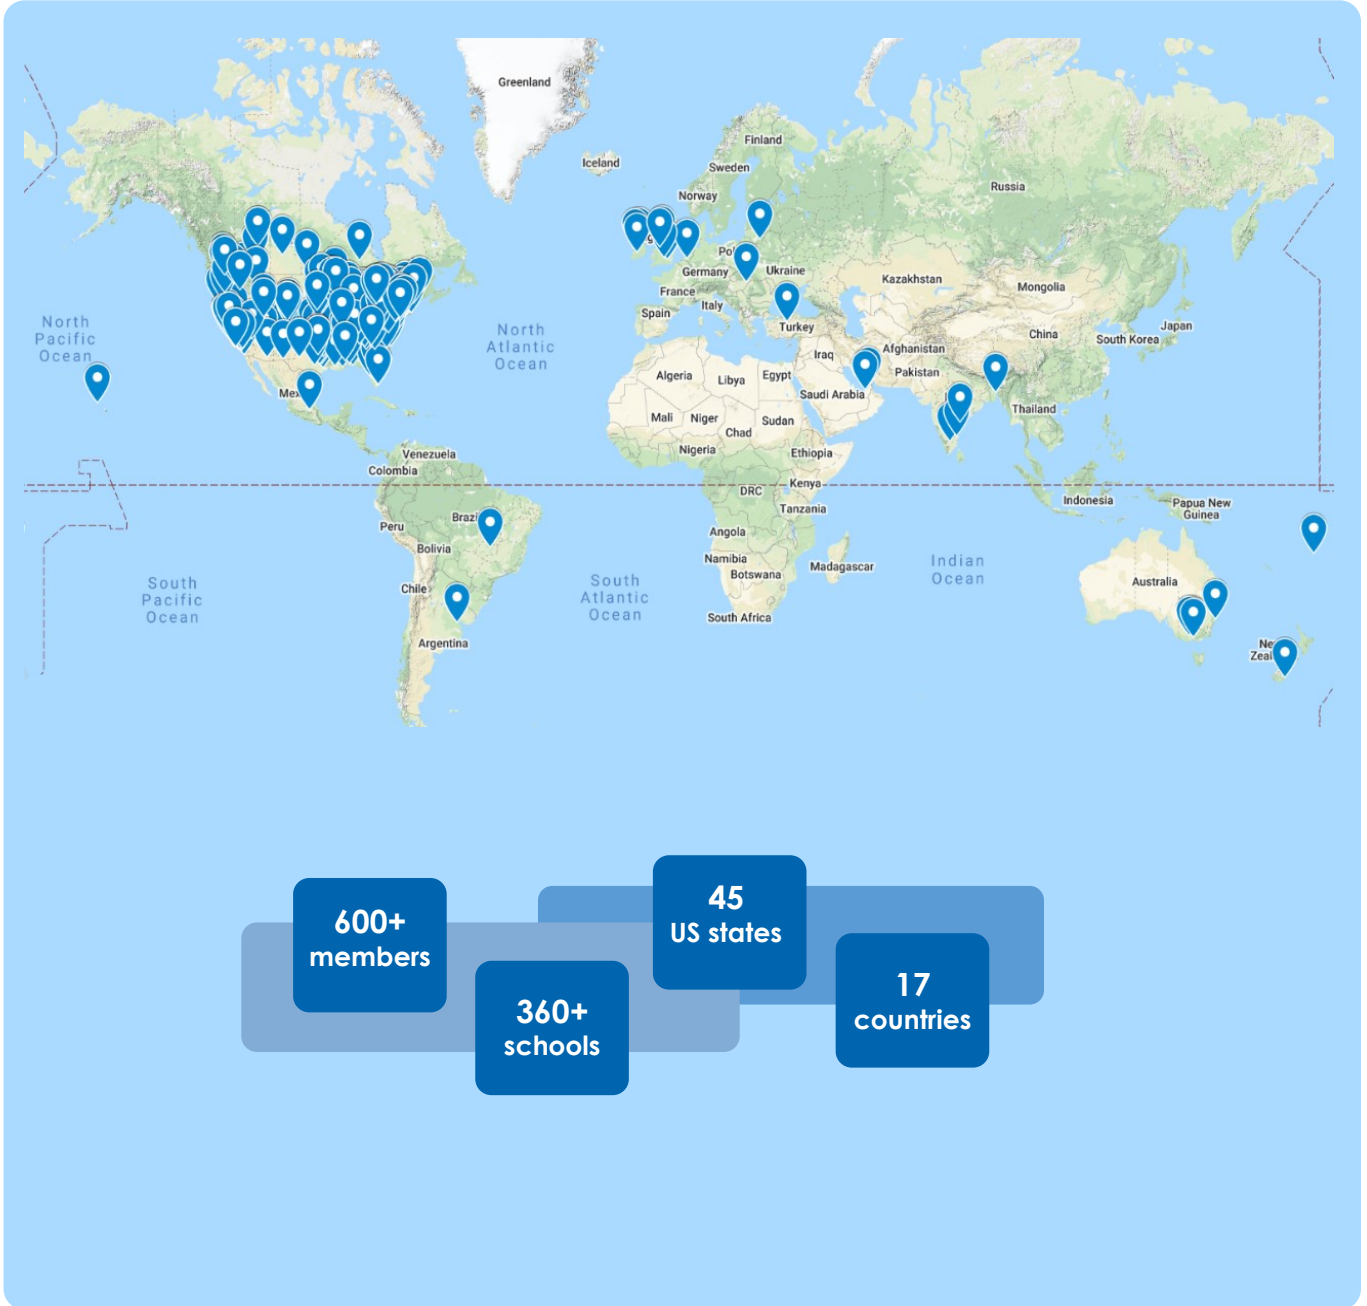 Greenland
Iceland
Finland
Sweden
Norway
Russia
Pol
Germany
Ukraine
Kazakhstan
France
Italy
Mongolia
Spain
Turkey
North
Pacific
Ocean
North
Atlantic
Ocean
China
Japan
South Korea
Iraq
Afghanistan
Pakistan
Algeria
Libya
Egypt
Saudi Arabia
Mex
Mali
Niger
Sudan
Thailand
Chad
Nigeria
Ethiopia
Venezuela
Colombia
DRC
Kenya
Tanzania
Indonesia
Papua New
Guinea
Peru
Brazi
Bolivia
Angola
Namibia
Botswana
Madagascar
Indian
Ocean
Australia
South
Pacific
Ocean
South
Atlantic
Ocean
Chile
South Africa
Argentina
Ne
Zeal
600+
members
45
US states
360+
schools
17
countries